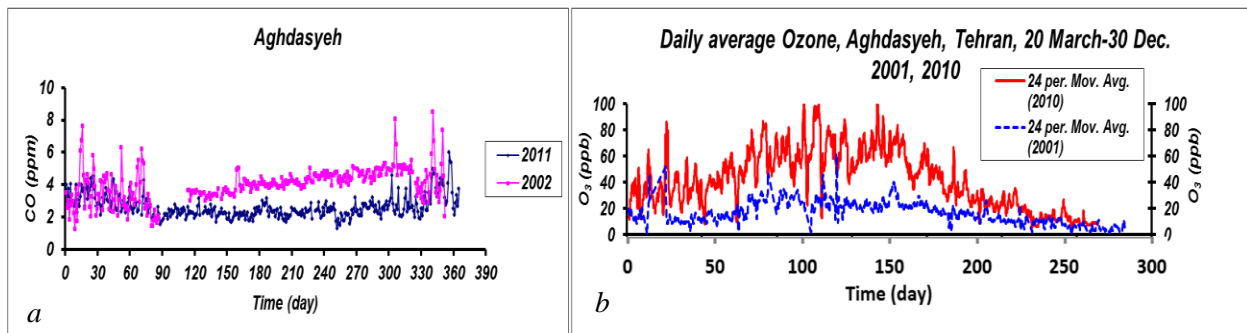 Aghdasyeh
CO (ppm)
10
8
6
4
2
0
0 30 60 90 120 150 180 210 240 270 300 330 360 390
Time (day)
2011
2002
a
Daily average Ozone, Aghdasyeh, Tehran, 20 March-30 Dec.
2001, 2010
24 per. Mov. Avg.
(2010)
24 per. Mov. Avg.
(2001)
O₃ (ppb)
100
80
60
40
20
0
100
80
60
40
20
0
O₃ (ppb)
0 50 100 150 200 250 300
Time (day)
b